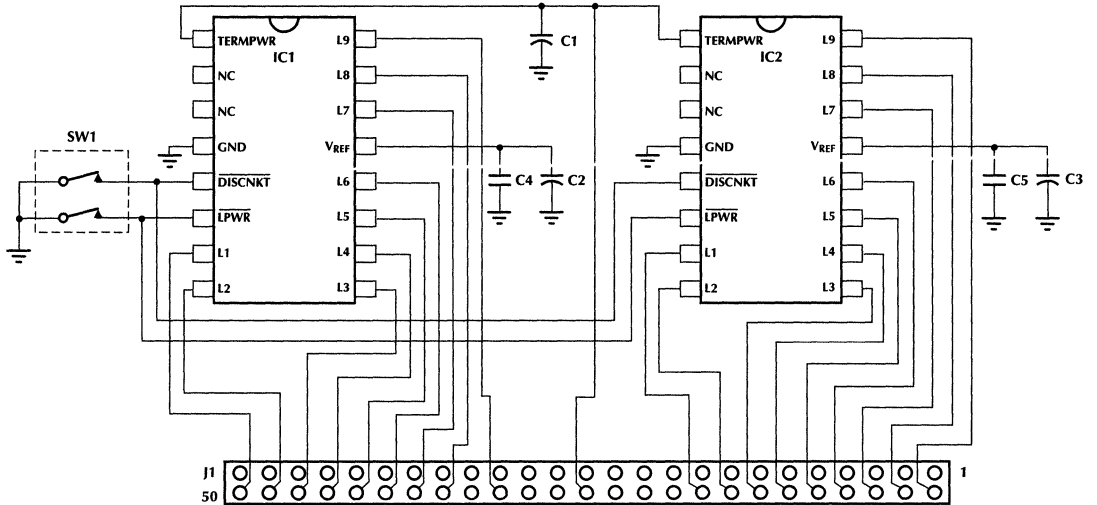 TERMPWR
IC1
NC
NC
GND
DISCNKT
LPWR
L1
L2
L9
L8
L7
VREF
L6
L5
L4
L3
SW1
C1
C4
C2
TERMPWR
IC2
NC
NC
GND
DISCNKT
LPWR
L1
L2
L9
L8
L7
VREF
L6
L5
L4
L3
C5
C3
J1
1
50